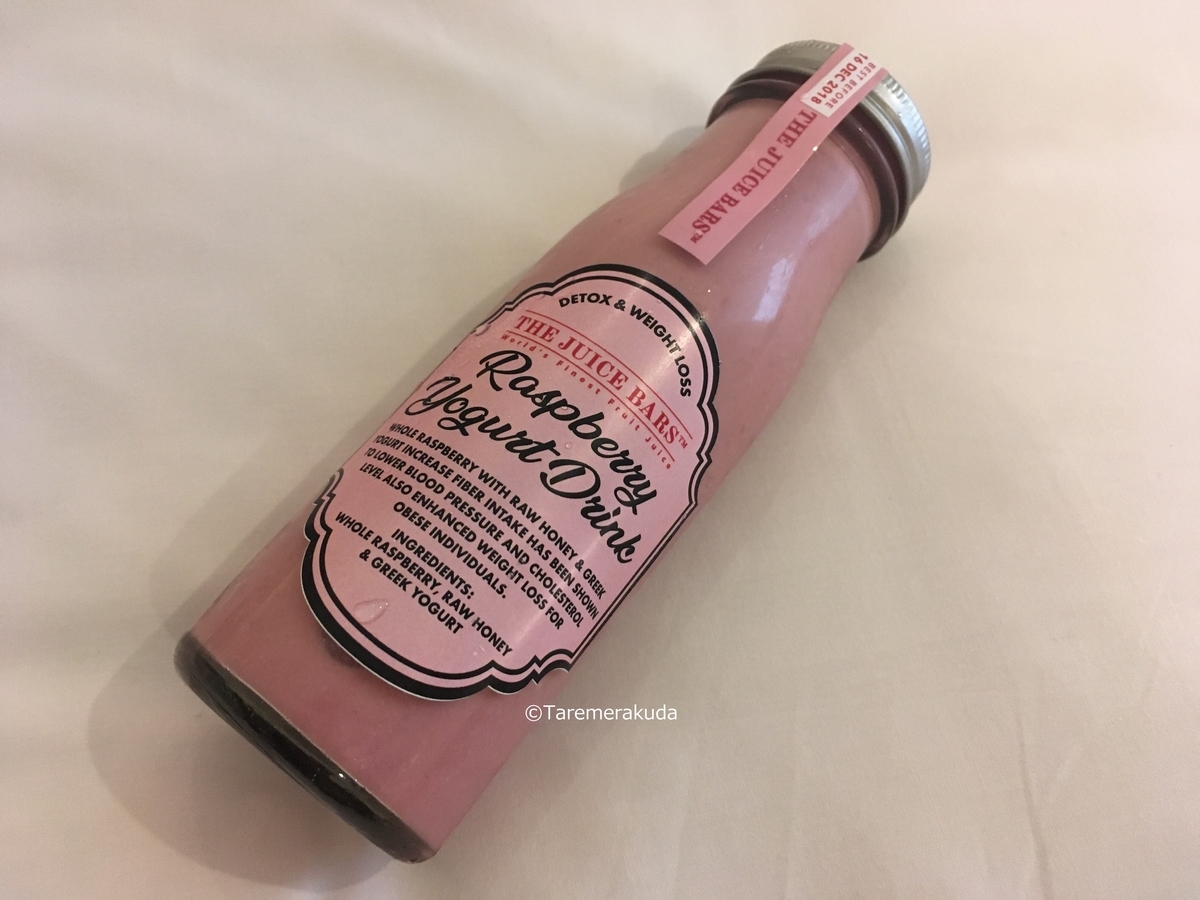 BEST BEFORE
16 DEC 2018
THE JUICE BARS™
DETOX & WEIGHT LOSS
THE JUICE BARS™
World's Finest Fruit Juice
Raspberry
Yogurt Drink
WHOLE RASPBERRY WITH RAW HONEY & GREEK
YOGURT INCREASE FIBER INTAKE HAS BEEN SHOWN
TO LOWER BLOOD PRESSURE AND CHOLESTEROL
LEVEL ALSO ENHANCED WEIGHT LOSS FOR
OBESE INDIVIDUALS.
INGREDIENTS:
WHOLE RASPBERRY, RAW HONEY
& GREEK YOGURT
©Taremerakuda